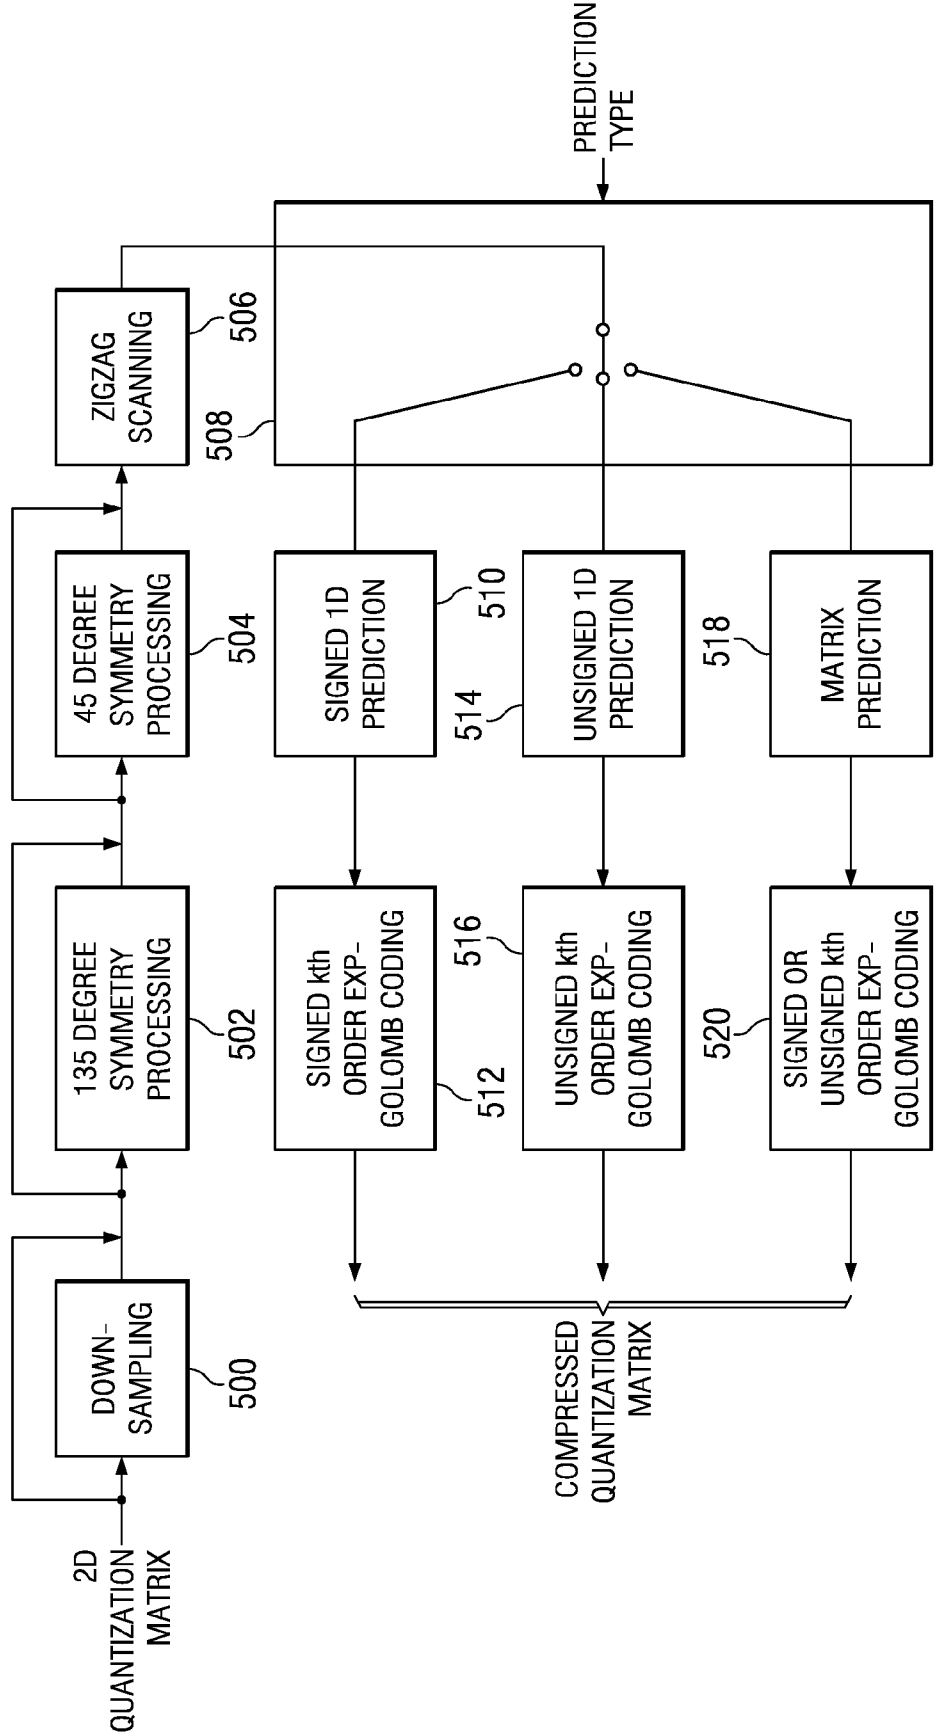 2D
QUANTIZATION
MATRIX
DOWN-
SAMPLING
500
135 DEGREE
SYMMETRY
PROCESSING
502
45 DEGREE
SYMMETRY
PROCESSING
504
ZIGZAG
SCANNING
506
508
PREDICTION
TYPE
SIGNED 1D
PREDICTION
510
SIGNED kth
ORDER EXP-
GOLOMB CODING
512
UNSIGNED 1D
PREDICTION
514
UNSIGNED kth
ORDER EXP-
GOLOMB CODING
516
MATRIX
PREDICTION
518
SIGNED OR
UNSIGNED kth
ORDER EXP-
GOLOMB CODING
520
COMPRESSED
QUANTIZATION
MATRIX